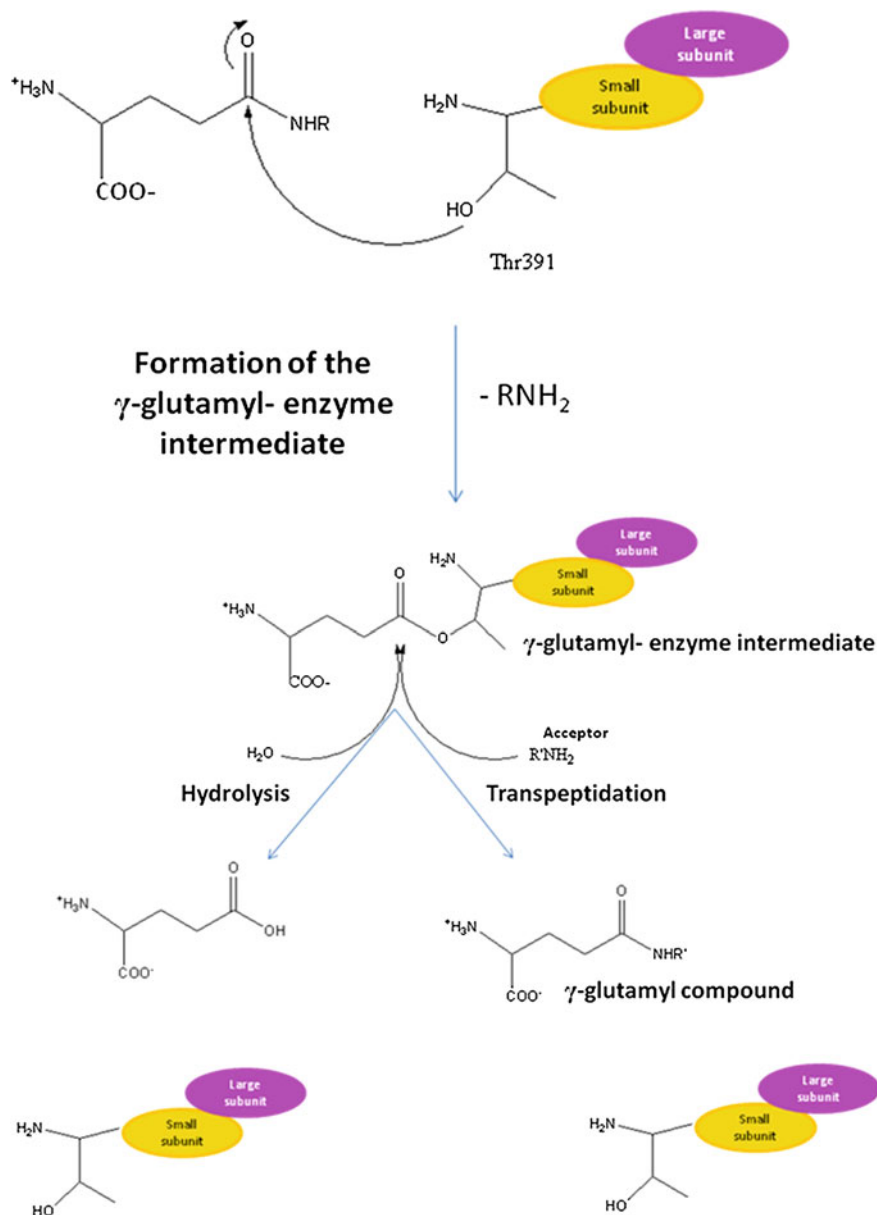 O
+H₃N
NHR
COO-
H₂N
HO
Large
subunit
Small
subunit
Thr391
Formation of the
γ-glutamyl- enzyme
intermediate
- RNH₂
Large
subunit
H₂N
Small
subunit
O
+H₃N
O
COO-
γ-glutamyl- enzyme intermediate
H₂O
Acceptor
R'NH₂
Hydrolysis
Transpeptidation
O
+H₃N
OH
COO-
O
+H₃N
NHR'
COO-
γ-glutamyl compound
Large
subunit
Small
subunit
H₂N
HO
Large
subunit
Small
subunit
H₂N
HO